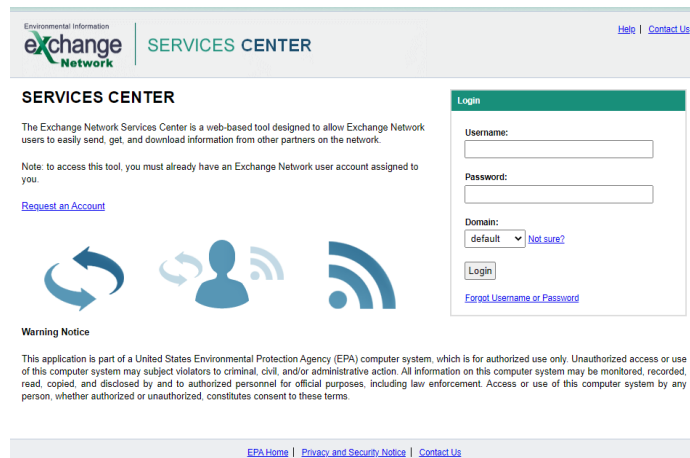 Environmental Information
exchange
Network
SERVICES CENTER
Help | Contact Us
SERVICES CENTER
The Exchange Network Services Center is a web-based tool designed to allow Exchange Network
users to easily send, get, and download information from other partners on the network.
Note: to access this tool, you must already have an Exchange Network user account assigned to
you.
Request an Account
Login
Username:
Password:
Domain:
default
Not sure?
Login
Forgot Username or Password
Warning Notice
This application is part of a United States Environmental Protection Agency (EPA) computer system, which is for authorized use only. Unauthorized access or use
of this computer system may subject violators to criminal, civil, and/or administrative action. All information on this computer system may be monitored, recorded,
read, copied, and disclosed by and to authorized personnel for official purposes, including law enforcement. Access or use of this computer system by any
person, whether authorized or unauthorized, constitutes consent to these terms.
EPA Home | Privacy and Security Notice | Contact Us